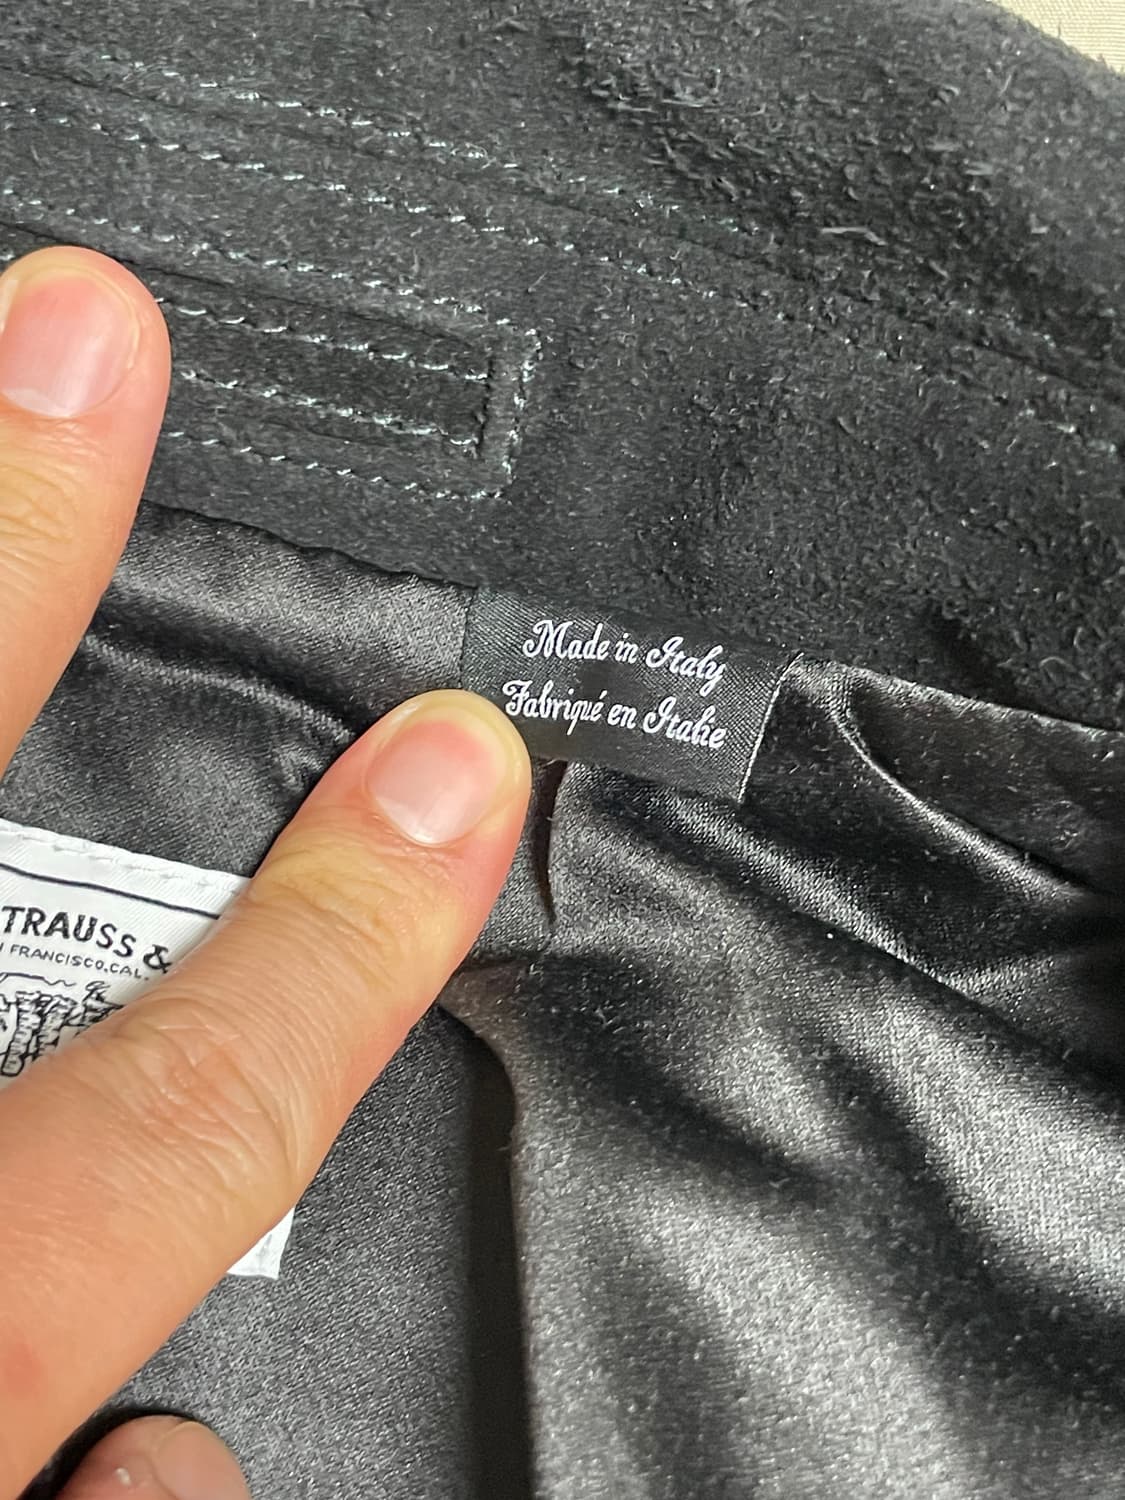 Made in Italy
Fabriqué en Italie
TRAUSS &
FRANCISCO, CAL.